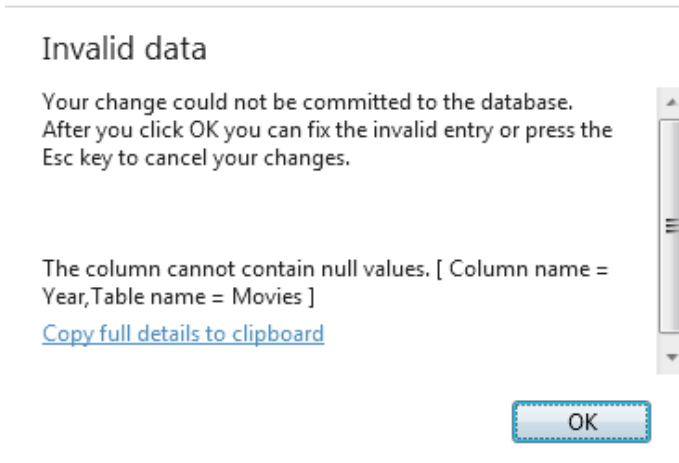 Invalid data
Your change could not be committed to the database.
After you click OK you can fix the invalid entry or press the
Esc key to cancel your changes.
The column cannot contain null values. [ Column name =
Year,Table name = Movies ]
Copy full details to clipboard
OK